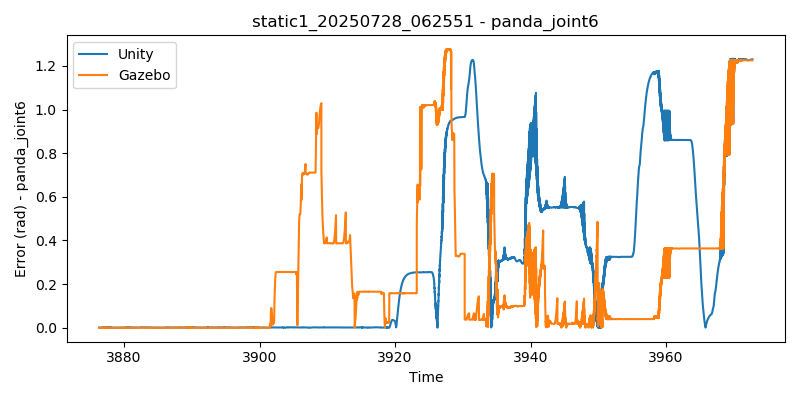 static1_20250728_062551 - panda_joint6
Unity
Gazebo
Error (rad) - panda_joint6
1.2
1.0
0.8
0.6
0.4
0.2
0.0
3880
3900
3920
3940
3960
Time